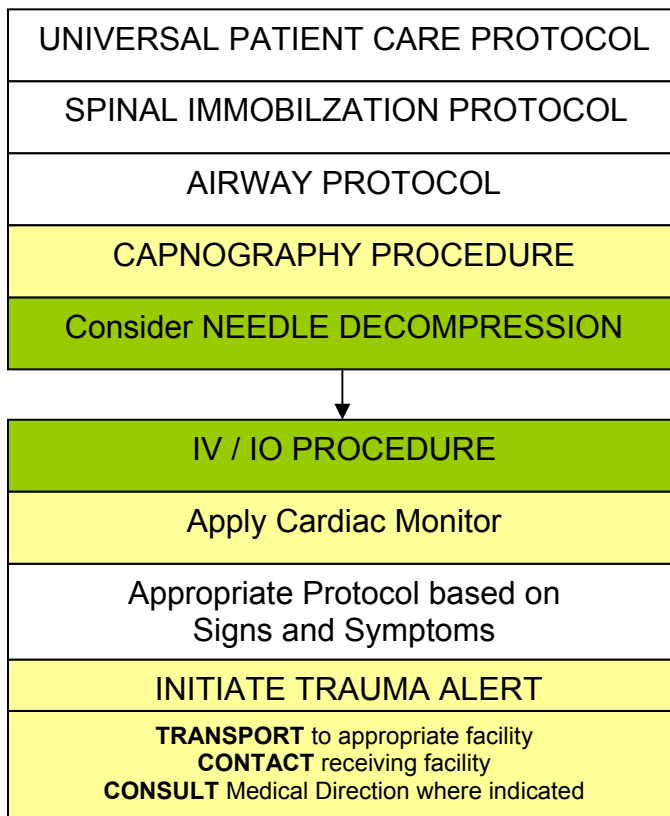 UNIVERSAL PATIENT CARE PROTOCOL
SPINAL IMMOBILZATION PROTOCOL
AIRWAY PROTOCOL
CAPNOGRAPHY PROCEDURE
Consider NEEDLE DECOMPRESSION
IV / IO PROCEDURE
Apply Cardiac Monitor
Appropriate Protocol based on
Signs and Symptoms
INITIATE TRAUMA ALERT
TRANSPORT to appropriate facility
CONTACT receiving facility
CONSULT Medical Direction where indicated